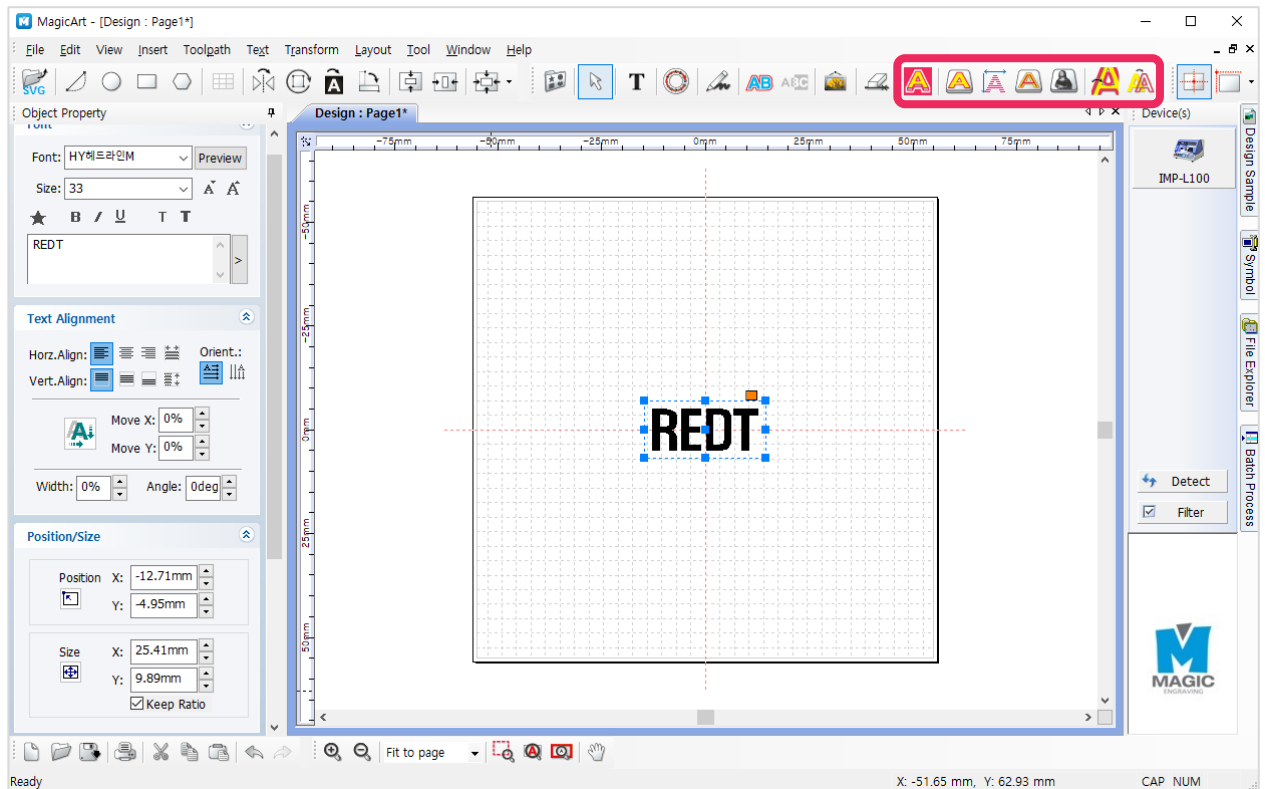 MagicArt - [Design : Page1*]
File Edit View Insert Toolpath Text Transform Layout Tool Window Help
SVG T AB ABC
Object Property
Design : Page1*
Device(s)
Font
Font: HY헤드라인M Preview
Size: 33
B I U T T
REDT
>
Text Alignment
Horz.Align: Orient.:
Vert.Align:
Move X: 0%
Move Y: 0%
Width: 0% Angle: 0deg
Position/Size
Position X: -12.71mm
Y: -4.95mm
Size X: 25.41mm
Y: 9.89mm
Keep Ratio
-75mm -50mm -25mm 0mm 25mm 50mm 75mm
-50mm
-25mm
0mm
25mm
50mm
REDT
IMP-L100
Detect
Filter
MAGIC
ENGRAVING
Design Sample
Symbol
File Explorer
Batch Process
Fit to page
Ready
X: -51.65 mm, Y: 62.93 mm
CAP NUM